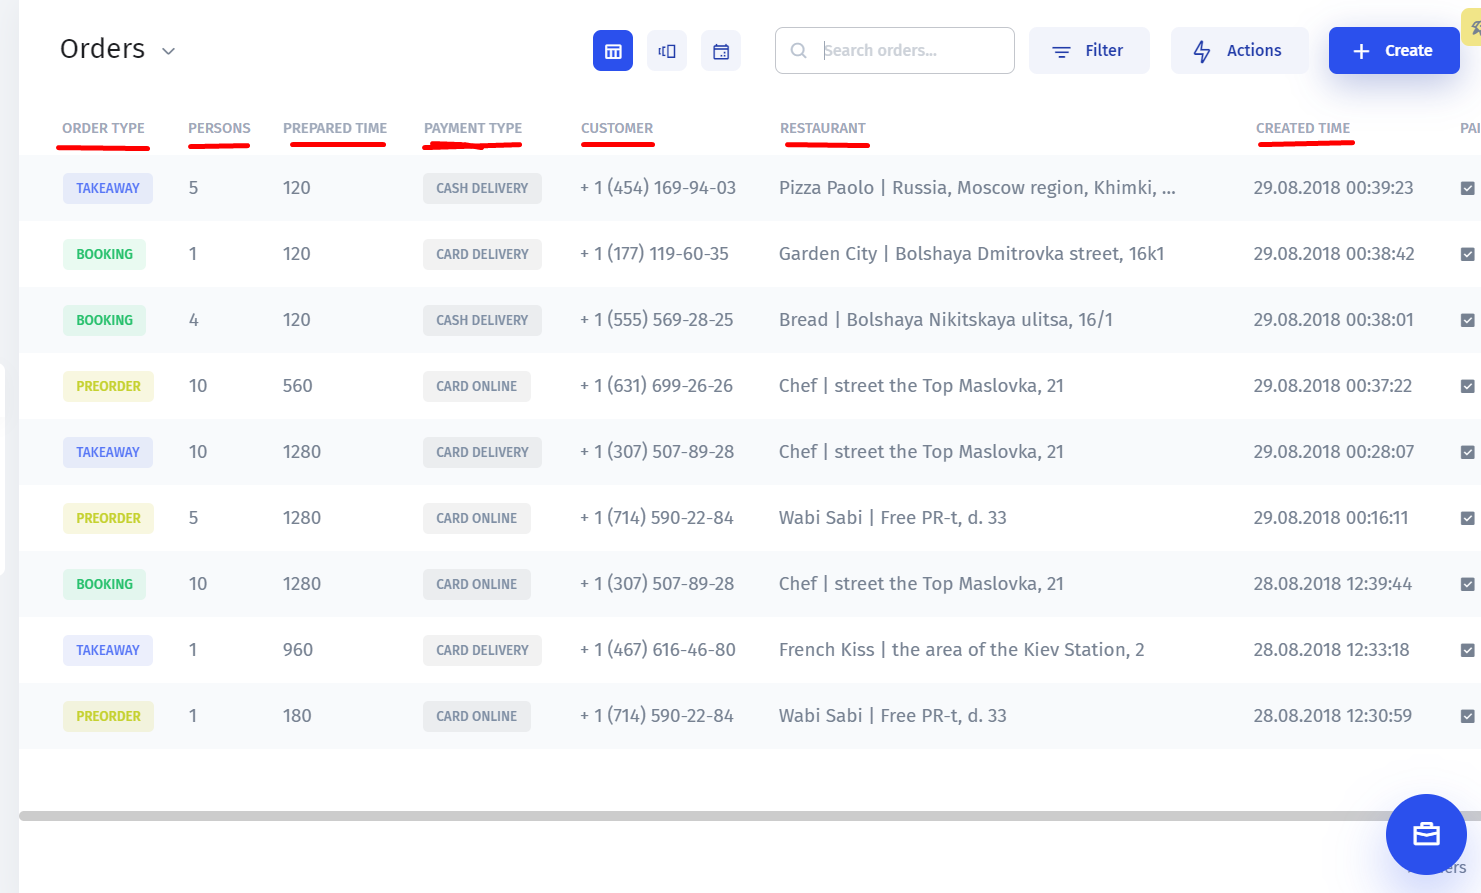 Orders
Search orders...
Filter
Actions
Create
ORDER TYPE PERSONS PREPARED TIME PAYMENT TYPE CUSTOMER RESTAURANT CREATED TIME
TAKEAWAY 5 120 CASH DELIVERY + 1 (454) 169-94-03 Pizza Paolo | Russia, Moscow region, Khimki, ... 29.08.2018 00:39:23
BOOKING 1 120 CARD DELIVERY + 1 (177) 119-60-35 Garden City | Bolshaya Dmitrovka street, 16k1 29.08.2018 00:38:42
BOOKING 4 120 CASH DELIVERY + 1 (555) 569-28-25 Bread | Bolshaya Nikitskaya ulitsa, 16/1 29.08.2018 00:38:01
PREORDER 10 560 CARD ONLINE + 1 (631) 699-26-26 Chef | street the Top Maslovka, 21 29.08.2018 00:37:22
TAKEAWAY 10 1280 CARD DELIVERY + 1 (307) 507-89-28 Chef | street the Top Maslovka, 21 29.08.2018 00:28:07
PREORDER 5 1280 CARD ONLINE + 1 (714) 590-22-84 Wabi Sabi | Free PR-t, d. 33 29.08.2018 00:16:11
BOOKING 10 1280 CARD ONLINE + 1 (307) 507-89-28 Chef | street the Top Maslovka, 21 28.08.2018 12:39:44
TAKEAWAY 1 960 CARD DELIVERY + 1 (467) 616-46-80 French Kiss | the area of the Kiev Station, 2 28.08.2018 12:33:18
PREORDER 1 180 CARD ONLINE + 1 (714) 590-22-84 Wabi Sabi | Free PR-t, d. 33 28.08.2018 12:30:59